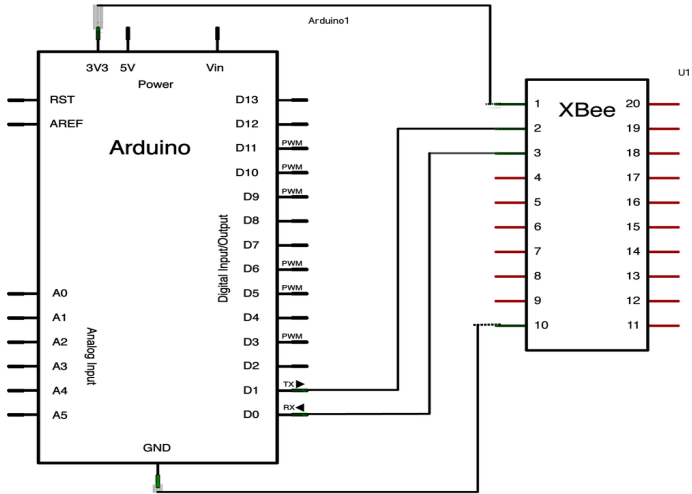 Arduino1
3V3 5V Vin
Power
U1
RST D13
AREF D12
Arduino
D11 PWM
D10 PWM
D9 PWM
D8
D7
D6 PWM
A0 D5 PWM
A1 D4
A2 D3 PWM
A3 D2
A4 D1 TX
A5 D0 RX
Digital Input/Output
Analog Input
GND
XBee
1 20
2 19
3 18
4 17
5 16
6 15
7 14
8 13
9 12
10 11